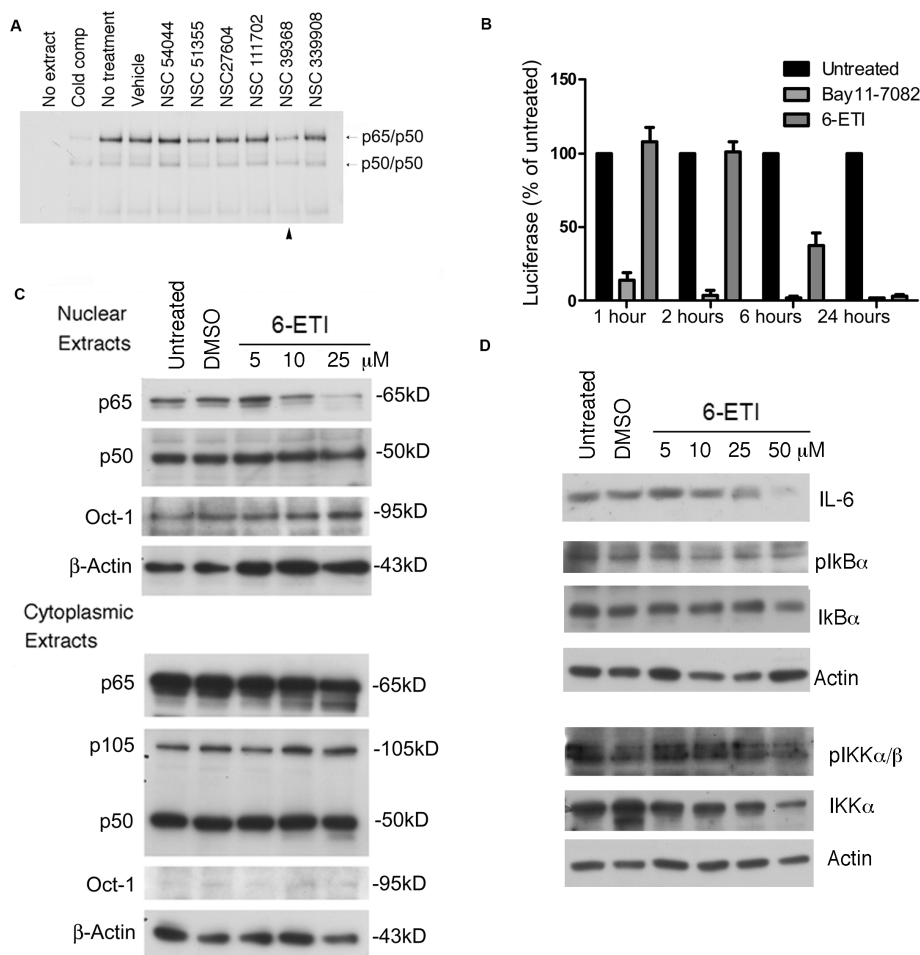 A
No extract
Cold comp
No treatment
Vehicle
NSC 54044
NSC 51355
NSC27604
NSC 111702
NSC 39368
NSC 339908
←p65/p50
←p50/p50
B
Luciferase (% of untreated)
150
100
50
0
Untreated
Bay11-7082
6-ETI
1 hour 2 hours 6 hours 24 hours
C
Nuclear
Extracts
Untreated
DMSO
6-ETI
5 10 25 μM
p65 -65kD
p50 -50kD
Oct-1 -95kD
β-Actin -43kD
Cytoplasmic
Extracts
p65 -65kD
p105 -105kD
p50 -50kD
Oct-1 -95kD
β-Actin -43kD
D
Untreated
DMSO
6-ETI
5 10 25 50 μM
IL-6
pIkBα
IkBα
Actin
pIKKα/β
IKKα
Actin